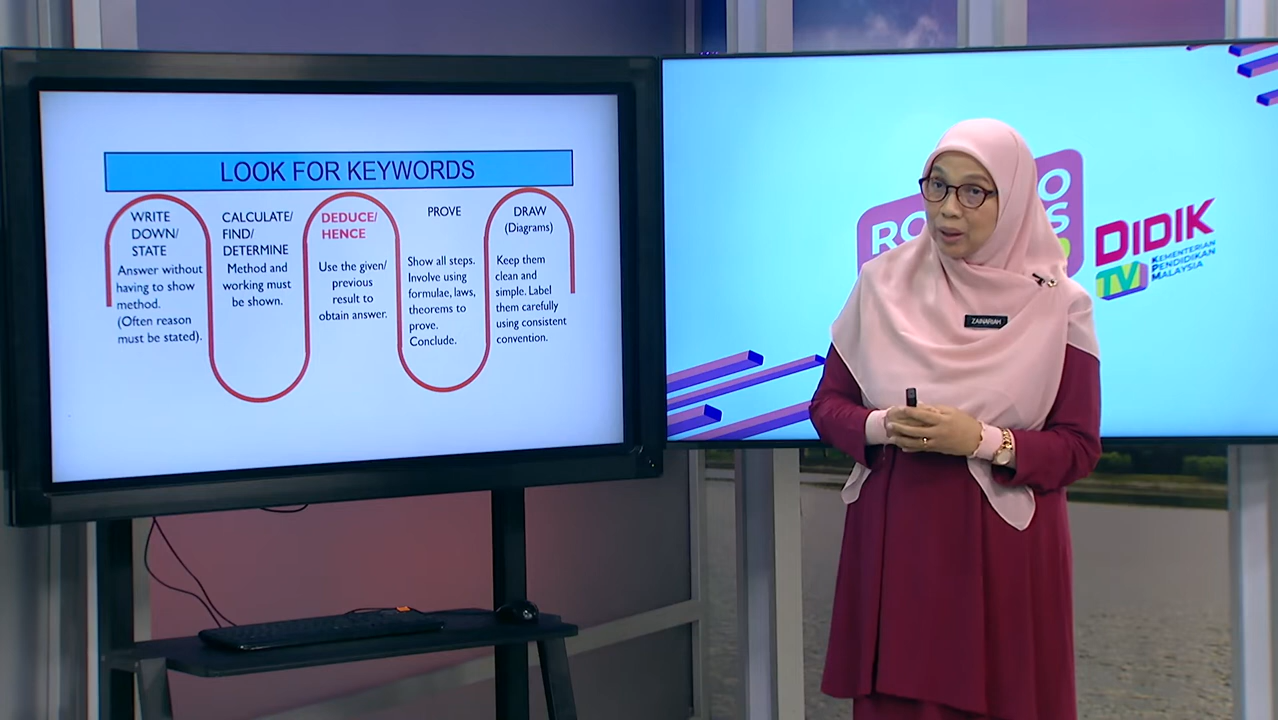 LOOK FOR KEYWORDS
WRITE
DOWN/
STATE
Answer without
having to show
method.
(Often reason
must be stated).
CALCULATE/
FIND/
DETERMINE
Method and
working must
be shown.
DEDUCE/
HENCE
Use the given/
previous
result to
obtain answer.
PROVE
Show all steps.
Involve using
formulae, laws,
theorems to
prove.
Conclude.
DRAW
(Diagrams)
Keep them
clean and
simple. Label
them carefully
using consistent
convention.
DIDIK
TV
KEMENTERIAN
PENDIDIKAN
MALAYSIA
ZAINARIAH